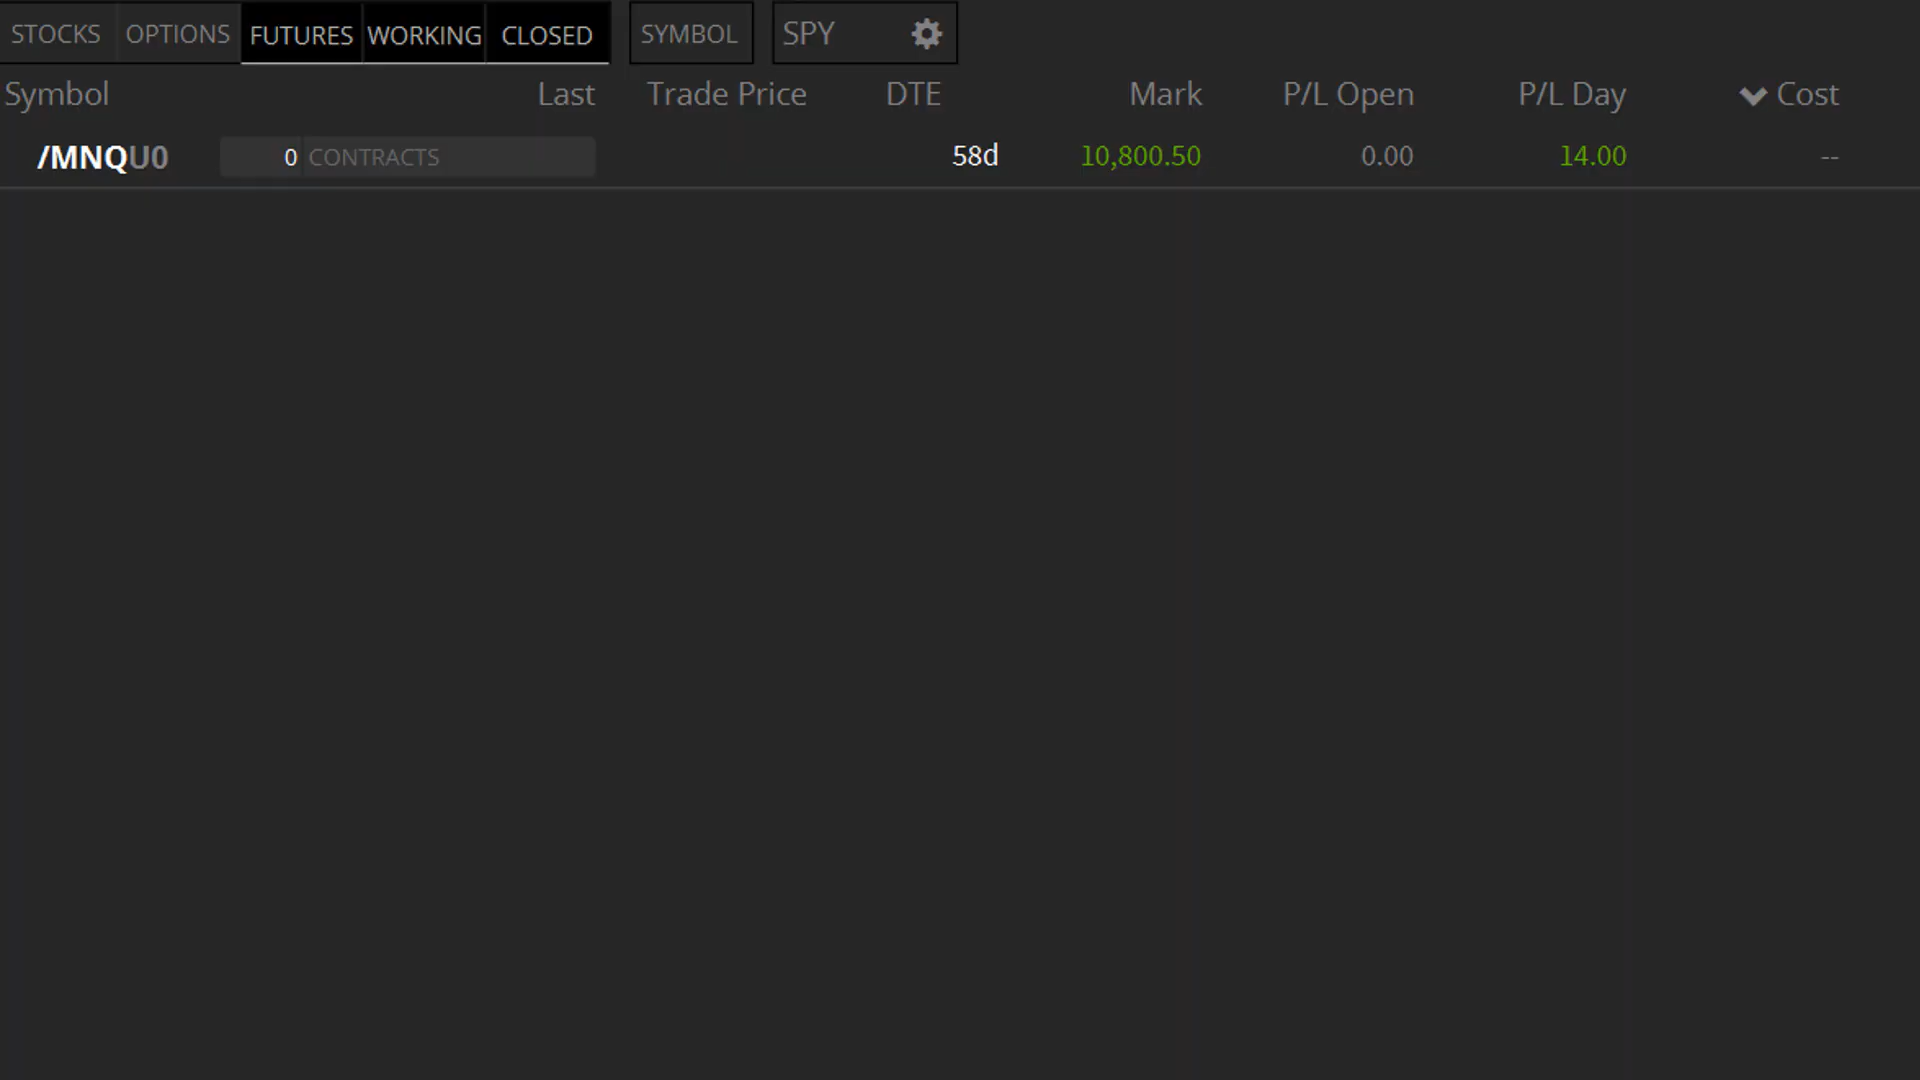 STOCKS OPTIONS FUTURES WORKING CLOSED SYMBOL SPY
Symbol Last Trade Price DTE Mark P/L Open P/L Day Cost
/MNQU0 0 CONTRACTS 58d 10,800.50 0.00 14.00 --